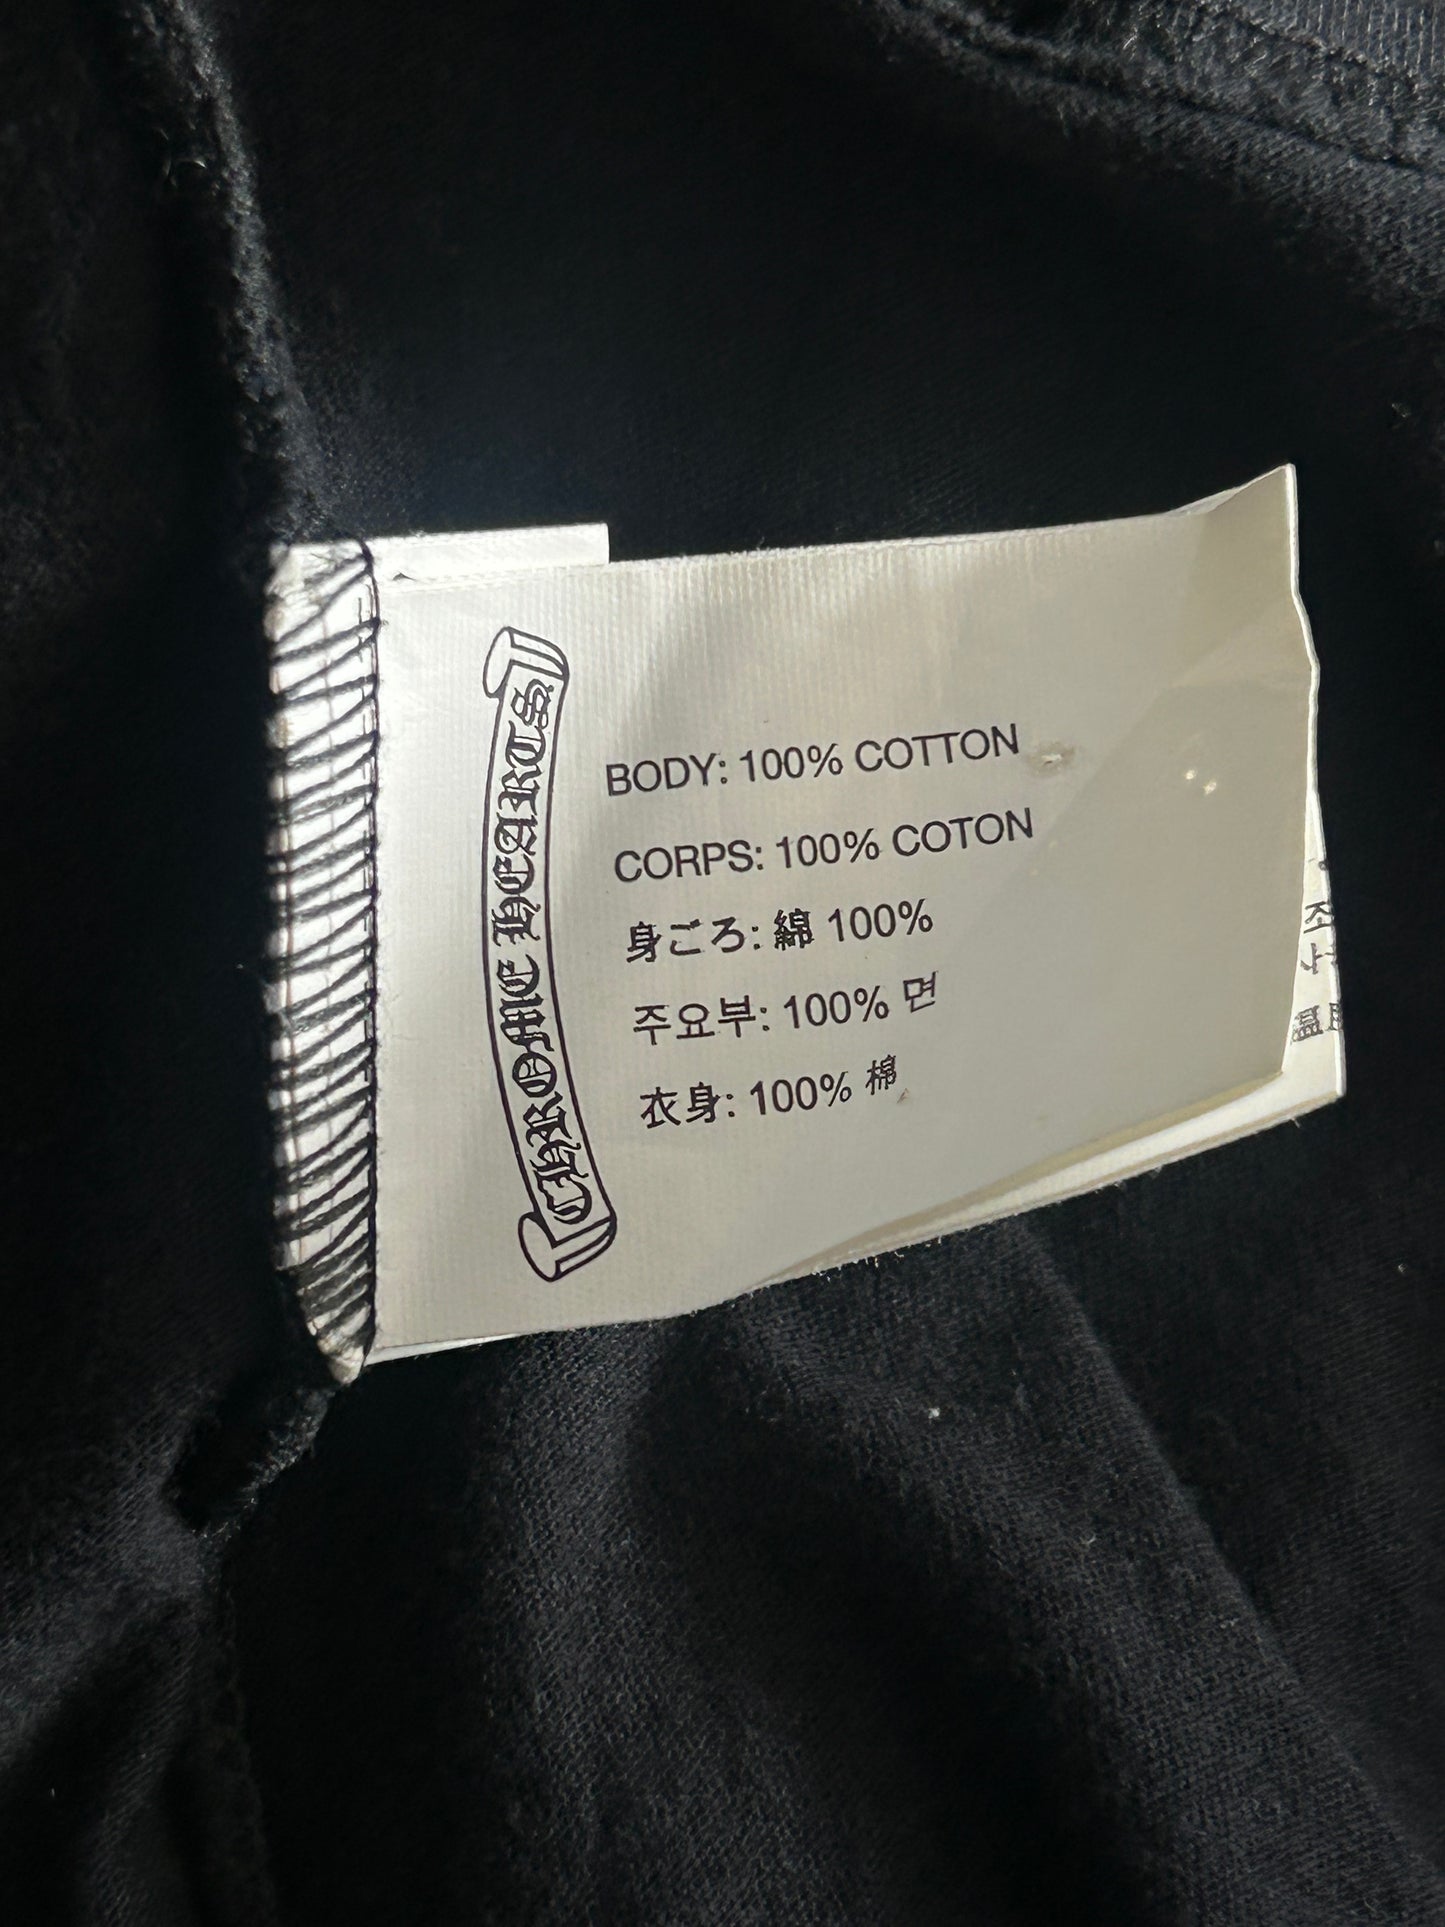 CHROME HEARTS
BODY: 100% COTTON
CORPS: 100% COTON
身ごろ: 綿 100%
주요부: 100% 면
衣身: 100% 棉
조